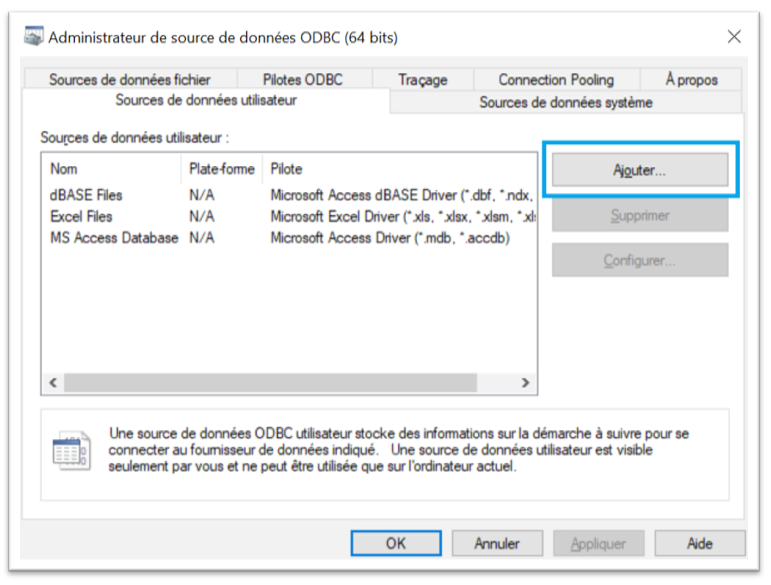 Administrateur de source de données ODBC (64 bits)
Sources de données fichier Pilotes ODBC Traçage Connection Pooling À propos
Sources de données utilisateur Sources de données système
Sources de données utilisateur :
Nom Plate-forme Pilote
dBASE Files N/A Microsoft Access dBASE Driver (*.dbf, *.ndx,
Excel Files N/A Microsoft Excel Driver (*.xls, *.xlsx, *.xlsm, *.xl
MS Access Database N/A Microsoft Access Driver (*.mdb, *.accdb)
Ajouter...
Supprimer
Configurer...
Une source de données ODBC utilisateur stocke des informations sur la démarche à suivre pour se
connecter au fournisseur de données indiqué. Une source de données utilisateur est visible
seulement par vous et ne peut être utilisée que sur l'ordinateur actuel.
OK Annuler Appliquer Aide